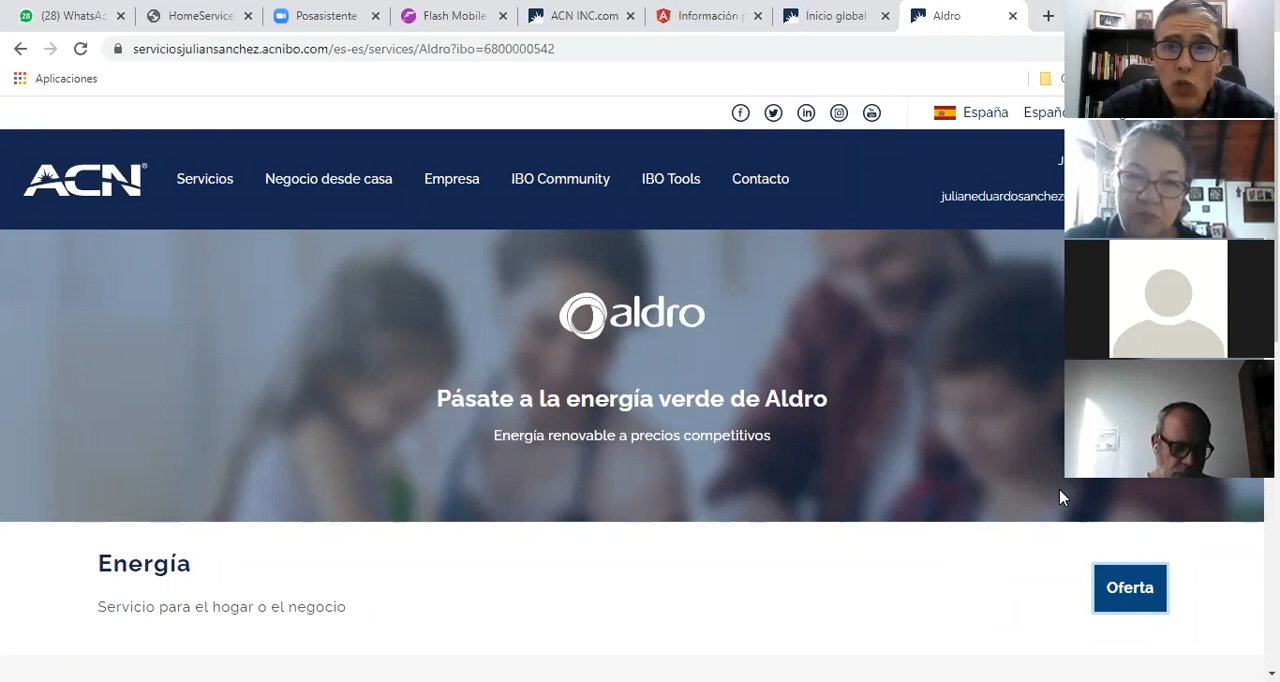 (28) WhatsA
HomeService
Posasistente
Flash Mobile
ACN INC.com
Información p
Inicio global
Aldro
serviciosjuliansanchez.acnibo.com/es-es/services/Aldro?ibo=6800000542
Aplicaciones
España
Españo
ACN
Servicios
Negocio desde casa
Empresa
IBO Community
IBO Tools
Contacto
J
julianeduardosanchez
aldro
Pásate a la energía verde de Aldro
Energía renovable a precios competitivos
Energía
Servicio para el hogar o el negocio
Oferta